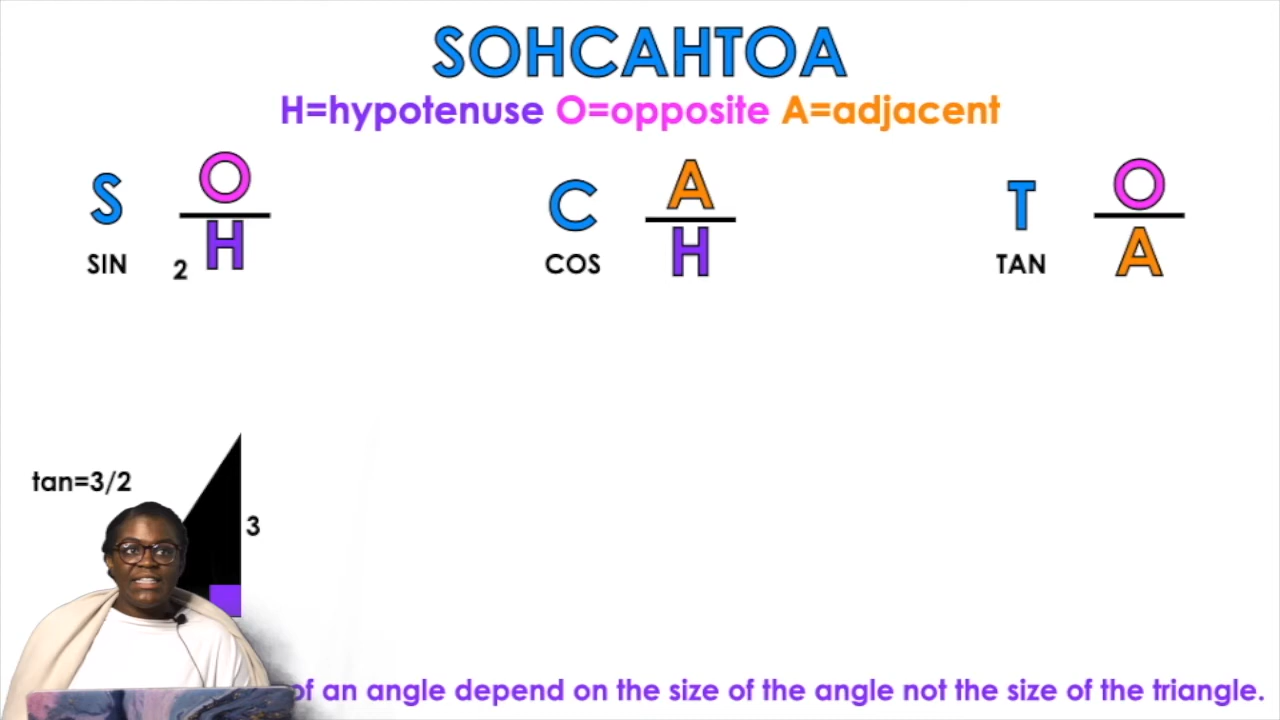 SOHCAHTOA
H=hypotenuse O=opposite A=adjacent
S O
H
SIN 2
C A
H
COS
T O
A
TAN
tan=3/2
3
of an angle depend on the size of the angle not the size of the triangle.